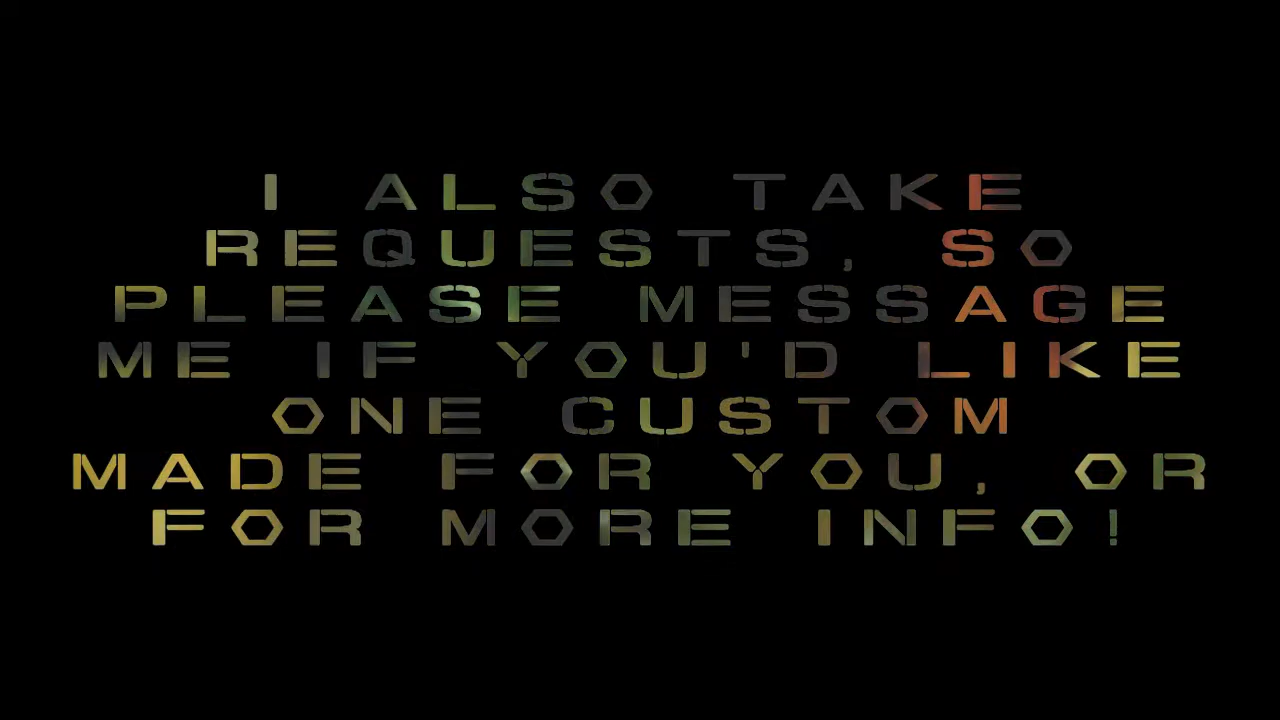 I ALSO TAKE
REQUESTS, SO
PLEASE MESSAGE
ME IF YOU'D LIKE
ONE CUSTOM
MADE FOR YOU, OR
FOR MORE INFO!